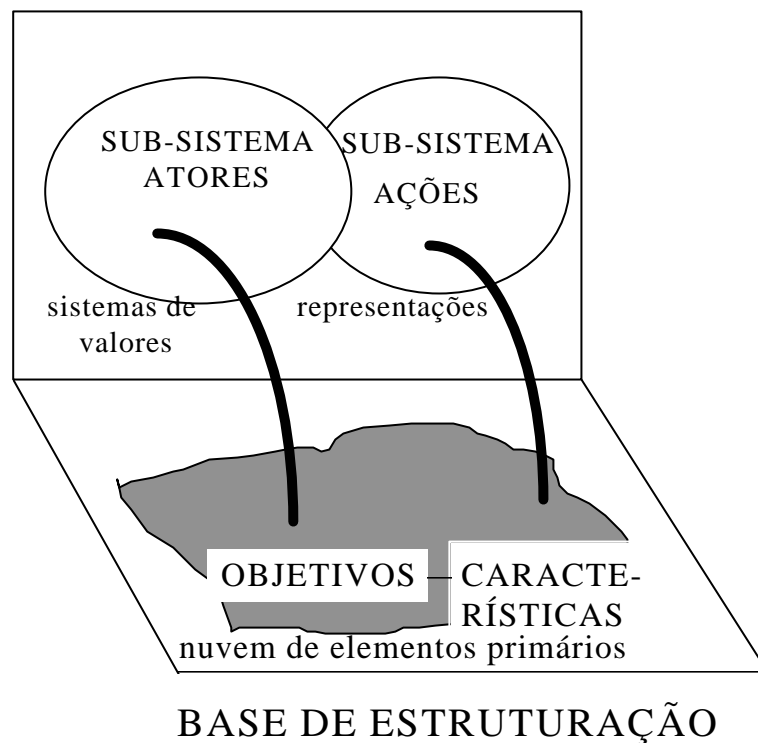 SUB-SISTEMA
ATORES
SUB-SISTEMA
AÇÕES
sistemas de
valores
representações
OBJETIVOS
CARACTE-
RÍSTICAS
nuvem de elementos primários
BASE DE ESTRUTURAÇÃO